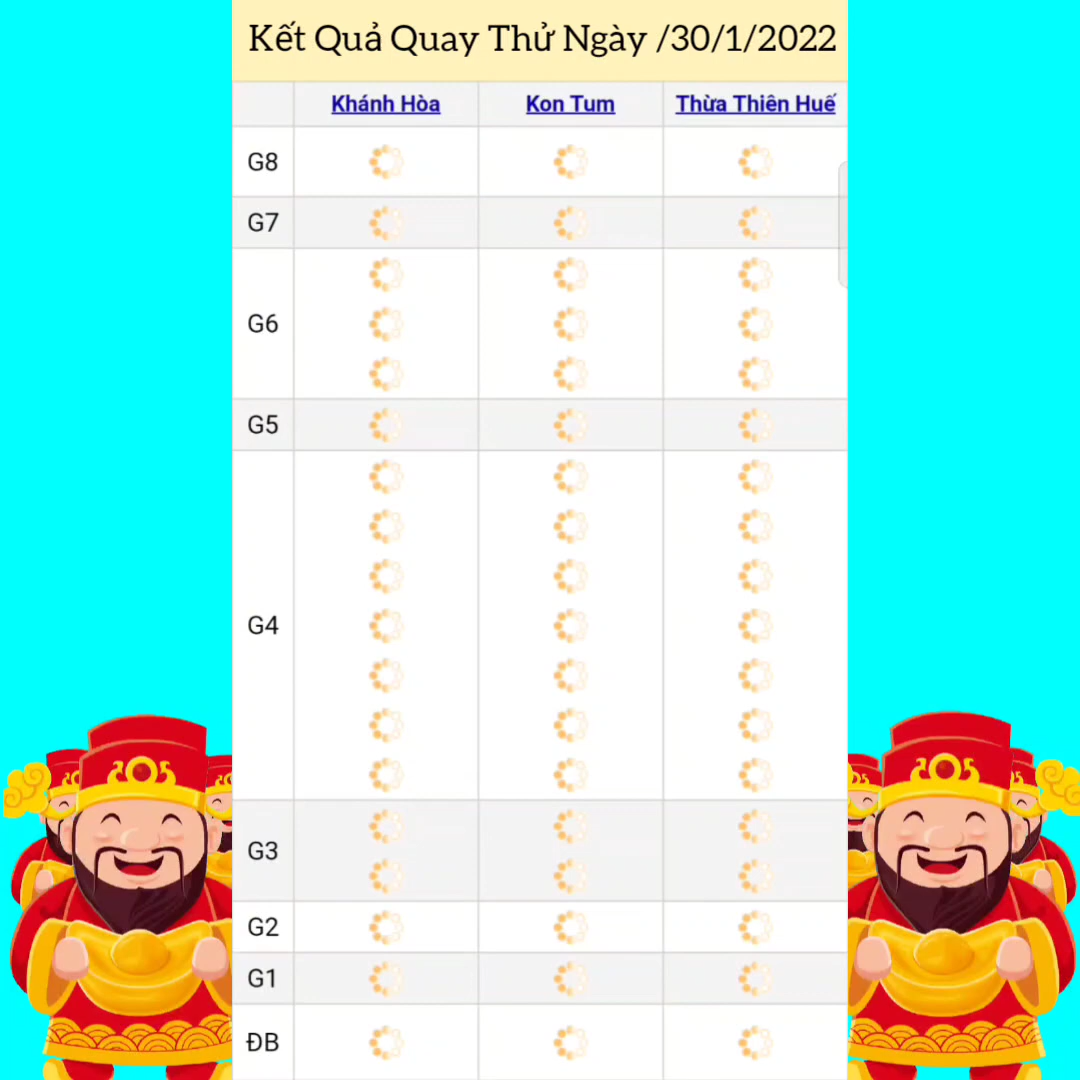 Kết Quả Quay Thử Ngày /30/1/2022
Khánh Hòa Kon Tum Thừa Thiên Huế
G8
G7
G6
G5
G4
G3
G2
G1
ĐB